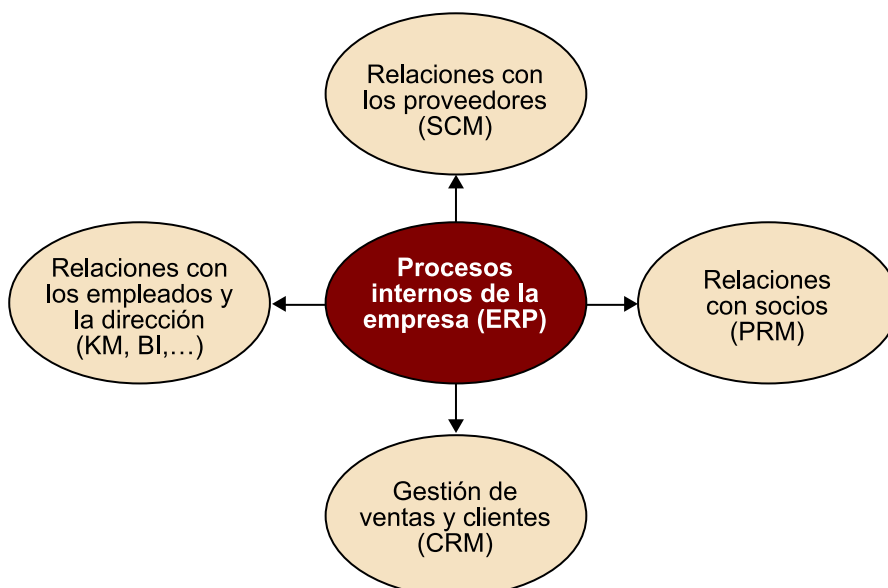 Relaciones con
los proveedores
(SCM)
Relaciones con
los empleados y
la dirección
(KM, BI,…)
Procesos
internos de la
empresa (ERP)
Relaciones
con socios
(PRM)
Gestión de
ventas y clientes
(CRM)